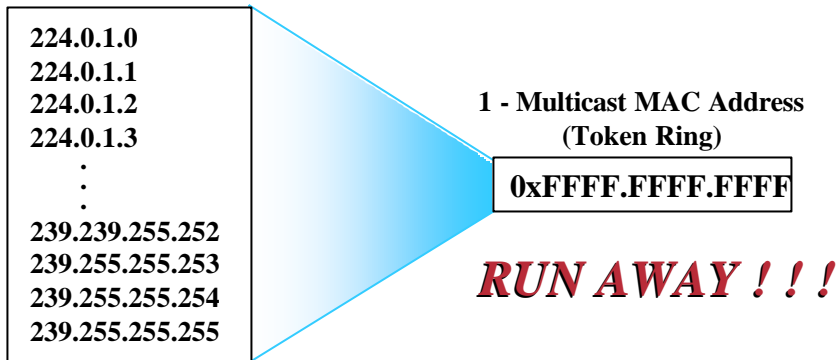 224.0.1.0
224.0.1.1
224.0.1.2
224.0.1.3
.
.
.
239.239.255.252
239.255.255.253
239.255.255.254
239.255.255.255
1 - Multicast MAC Address
(Token Ring)
0xFFFF.FFFF.FFFF
RUN AWAY ! ! !